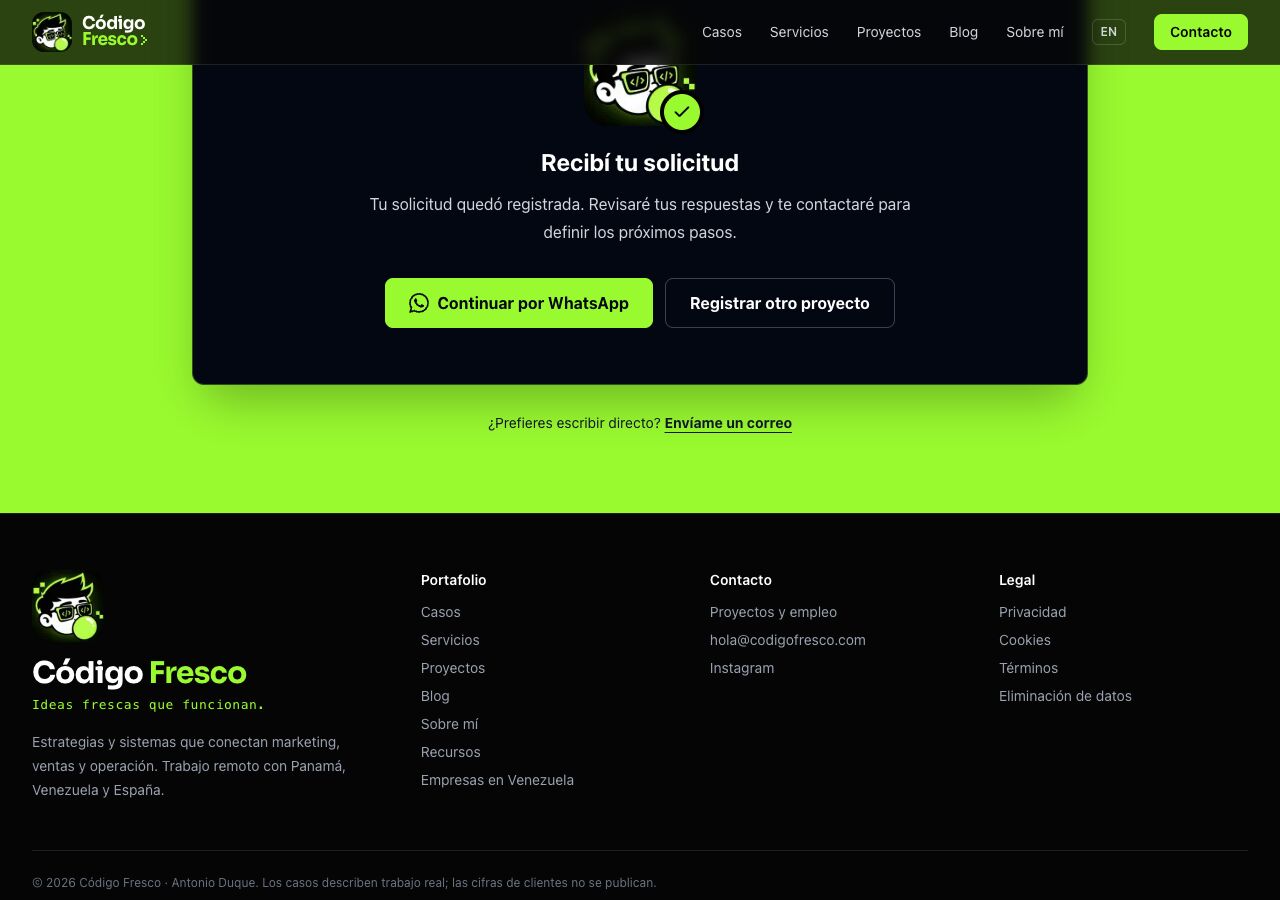 Código
Fresco
Casos
Servicios
Proyectos
Blog
Sobre mí
EN
Contacto
</>
</>
Recibí tu solicitud
Tu solicitud quedó registrada. Revisaré tus respuestas y te contactaré para
definir los próximos pasos.
Continuar por WhatsApp
Registrar otro proyecto
¿Prefieres escribir directo? Envíame un correo
</>
</>
Código Fresco
Ideas frescas que funcionan.
Estrategias y sistemas que conectan marketing,
ventas y operación. Trabajo remoto con Panamá,
Venezuela y España.
Portafolio
Casos
Servicios
Proyectos
Blog
Sobre mí
Recursos
Empresas en Venezuela
Contacto
Proyectos y empleo
hola@codigofresco.com
Instagram
Legal
Privacidad
Cookies
Términos
Eliminación de datos
© 2026 Código Fresco · Antonio Duque. Los casos describen trabajo real; las cifras de clientes no se publican.